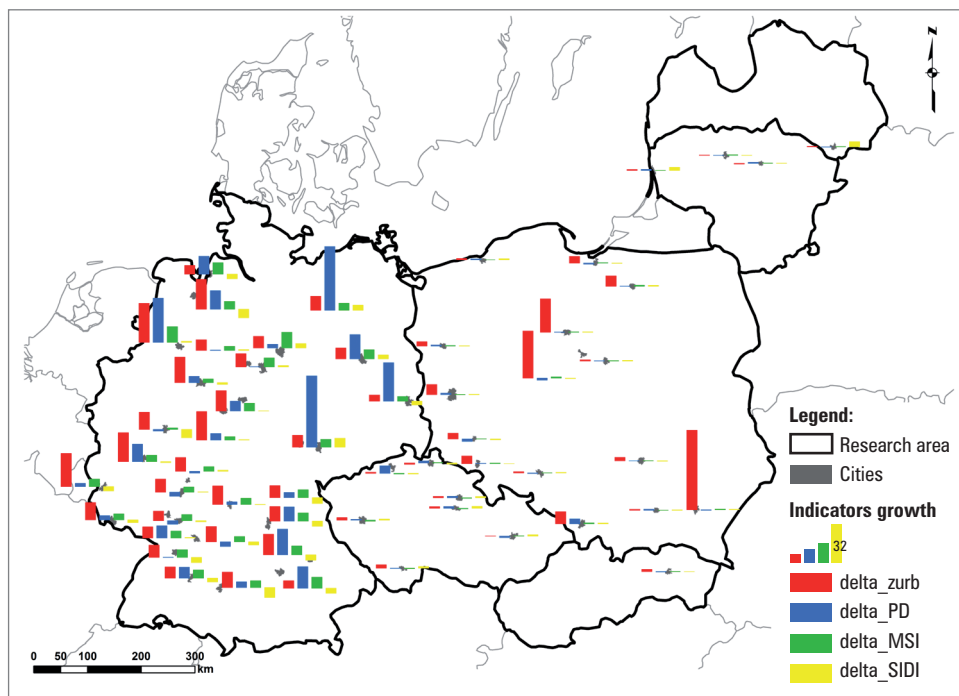 z
Legend:
Research area
Cities
Indicators growth
32
delta_zurb
delta_PD
delta_MSI
delta_SIDI
0 50 100 200 300
km